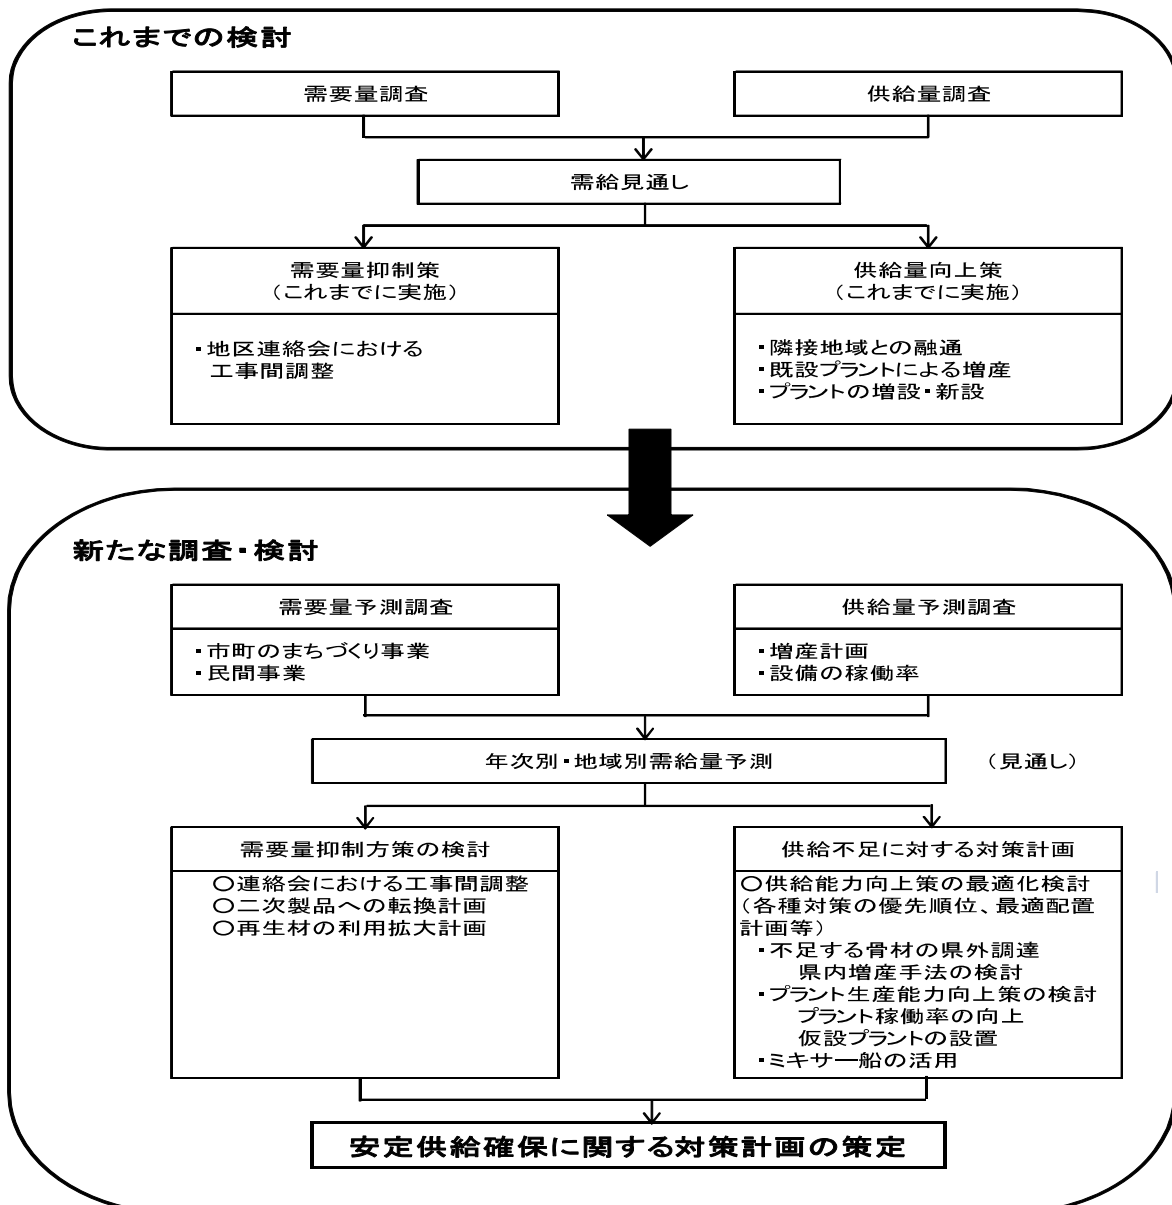 これまでの検討
需要量調査
供給量調査
需給見通し
需要量抑制策
（これまでに実施）
・地区連絡会における
工事間調整
供給量向上策
（これまでに実施）
・隣接地域との融通
・既設プラントによる増産
・プラントの増設・新設
新たな調査・検討
需要量予測調査
・市町のまちづくり事業
・民間事業
供給量予測調査
・増産計画
・設備の稼働率
年次別・地域別需給量予測
（見通し）
需要量抑制方策の検討
○連絡会における工事間調整
○二次製品への転換計画
○再生材の利用拡大計画
供給不足に対する対策計画
○供給能力向上策の最適化検討
（各種対策の優先順位、最適配置
計画等）
・不足する骨材の県外調達
県内増産手法の検討
・プラント生産能力向上策の検討
プラント稼働率の向上
仮設プラントの設置
・ミキサー船の活用
安定供給確保に関する対策計画の策定